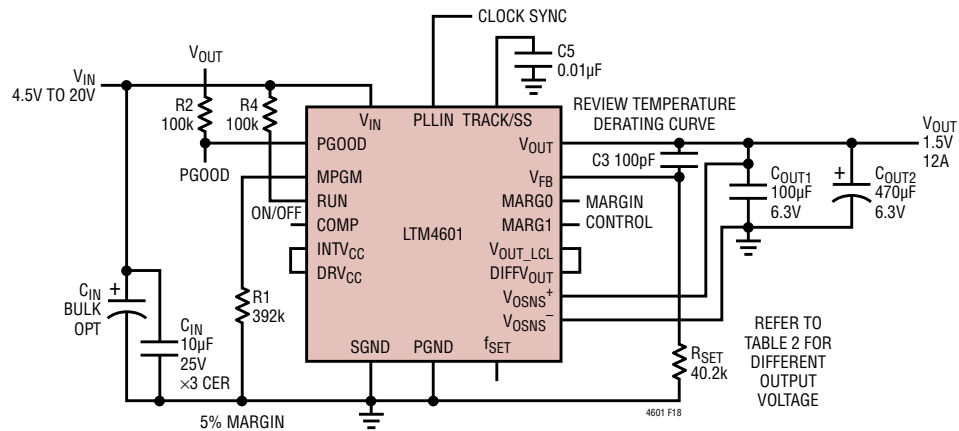 CLOCK SYNC
C5
0.01µF
VOUT
VIN
4.5V TO 20V
R2
100k
R4
100k
REVIEW TEMPERATURE
DERATING CURVE
VIN
PLLIN
TRACK/SS
PGOOD
VOUT
C3 100pF
VOUT
1.5V
12A
PGOOD
MPGM
VFB
RUN
MARG0
MARGIN
CONTROL
ON/OFF
COMP
LTM4601
MARG1
COUT1
100µF
6.3V
+
COUT2
470µF
6.3V
INTVCC
VOUT_LCL
DRVCC
DIFFVOUT
VOSNS+
VOSNS–
CIN
BULK
OPT
+
R1
392k
CIN
10µF
25V
×3 CER
SGND
PGND
fSET
RSET
40.2k
REFER TO
TABLE 2 FOR
DIFFERENT
OUTPUT
VOLTAGE
5% MARGIN
4601 F18